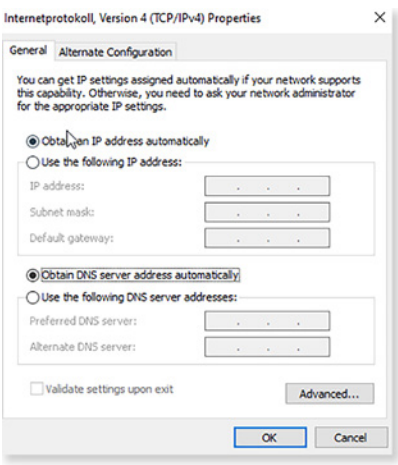 Internetprotokoll, Version 4 (TCP/IPv4) Properties
General
Alternate Configuration
You can get IP settings assigned automatically if your network supports
this capability. Otherwise, you need to ask your network administrator
for the appropriate IP settings.
Obtain an IP address automatically
Use the following IP address:
IP address:
Subnet mask:
Default gateway:
Obtain DNS server address automatically
Use the following DNS server addresses:
Preferred DNS server:
Alternate DNS server:
Validate settings upon exit
Advanced...
OK
Cancel